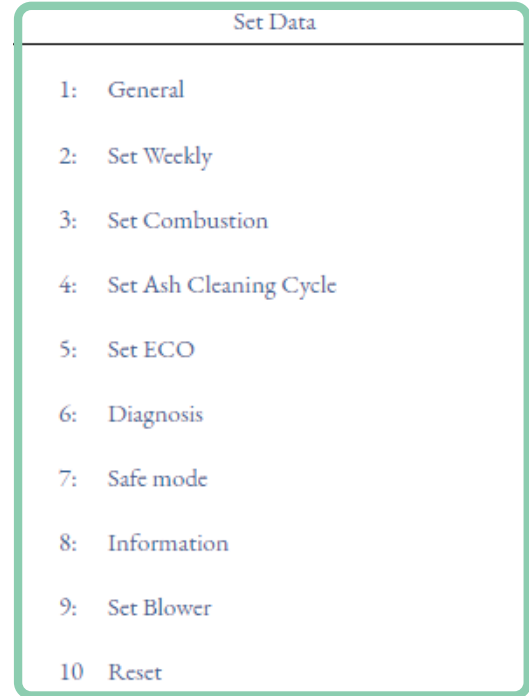 Set Data
1: General
2: Set Weekly
3: Set Combustion
4: Set Ash Cleaning Cycle
5: Set ECO
6: Diagnosis
7: Safe mode
8: Information
9: Set Blower
10 Reset